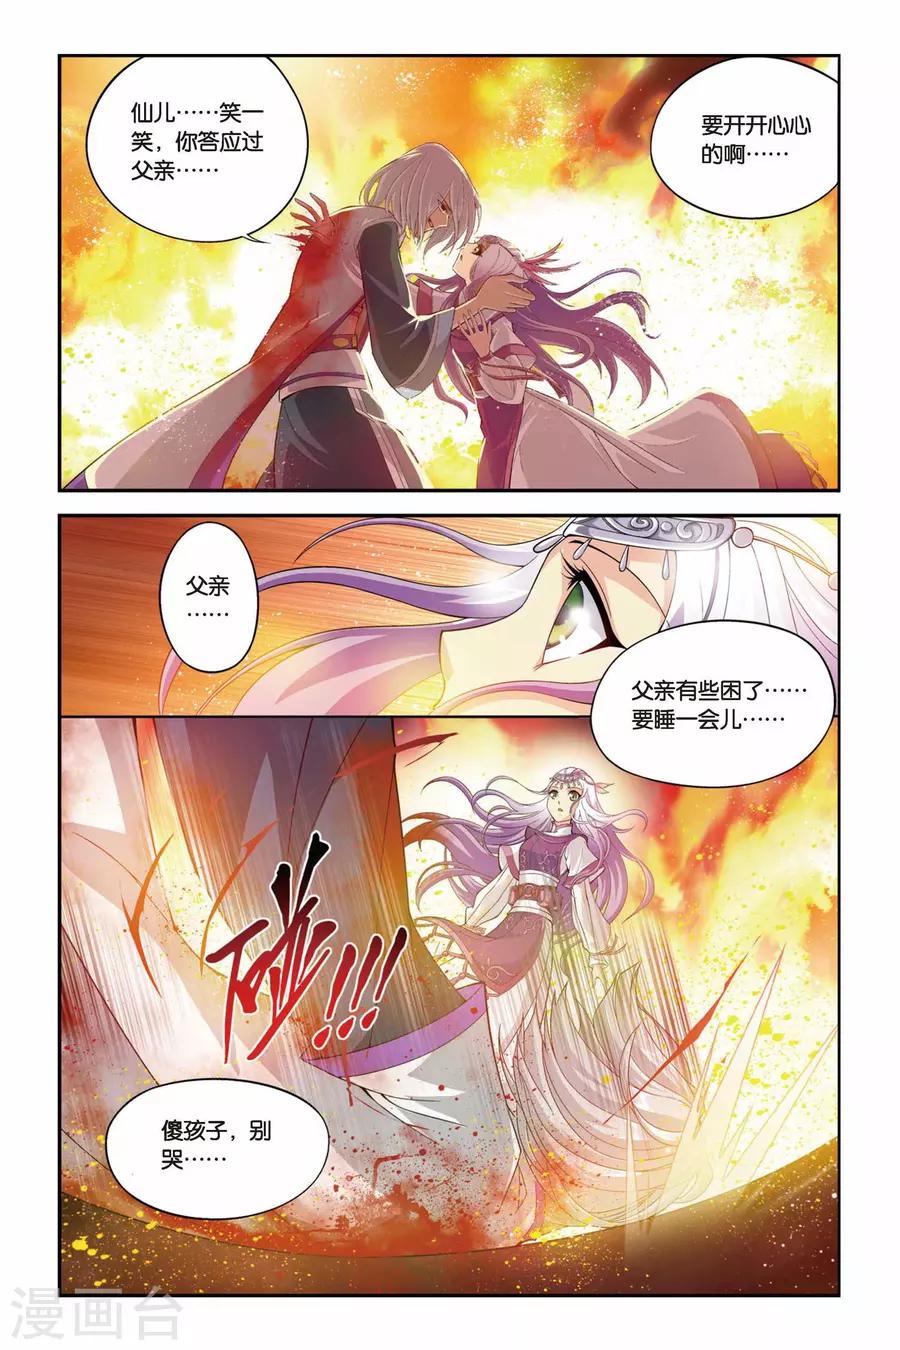 仙儿……笑一
笑，你答应过
父亲……
要开开心心
的啊……
父亲
……
父亲有些困了……
要睡一会儿……
碰!!!
傻孩子，别
哭……
漫画台